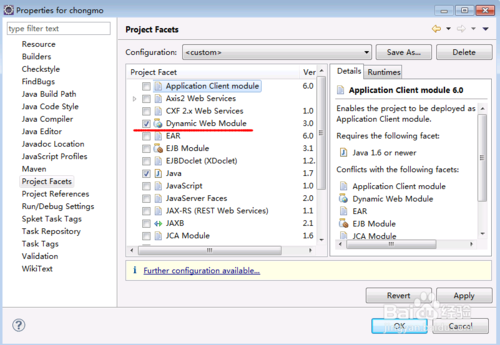 Properties for chongmo
type filter text
Resource
Builders
Checkstyle
FindBugs
Java Build Path
Java Code Style
Java Compiler
Java Editor
Javadoc Location
JavaScript Profiles
Maven
Project Facets
Project References
Run/Debug Settings
Spket Task Tags
Task Repository
Task Tags
Validation
WikiText
Project Facets
Configuration: <custom>
Save As...
Delete
Project Facet Ver
Application Client module 6.0
Axis2 Web Services
CXF 2.x Web Services 1.0
Dynamic Web Module 3.0
EAR 6.0
EJB Module 3.1
EJBDoclet (XDoclet) 1.2.
Java 1.7
JavaScript 1.0
JavaServer Faces 2.0
JAX-RS (REST Web Services) 1.1
JAXB 2.1
JCA Module 1.6
Details
Runtimes
Application Client module 6.0
Enables the project to be deployed as
Application Client module.
Requires the following facet:
Java 1.6 or newer
Conflicts with the following facets:
Application Client module
Dynamic Web Module
EAR
EJB Module
JCA Module
Further configuration available...
Revert
Apply
OK
Cancel
Baidu 经验
jingyan.baidu.com